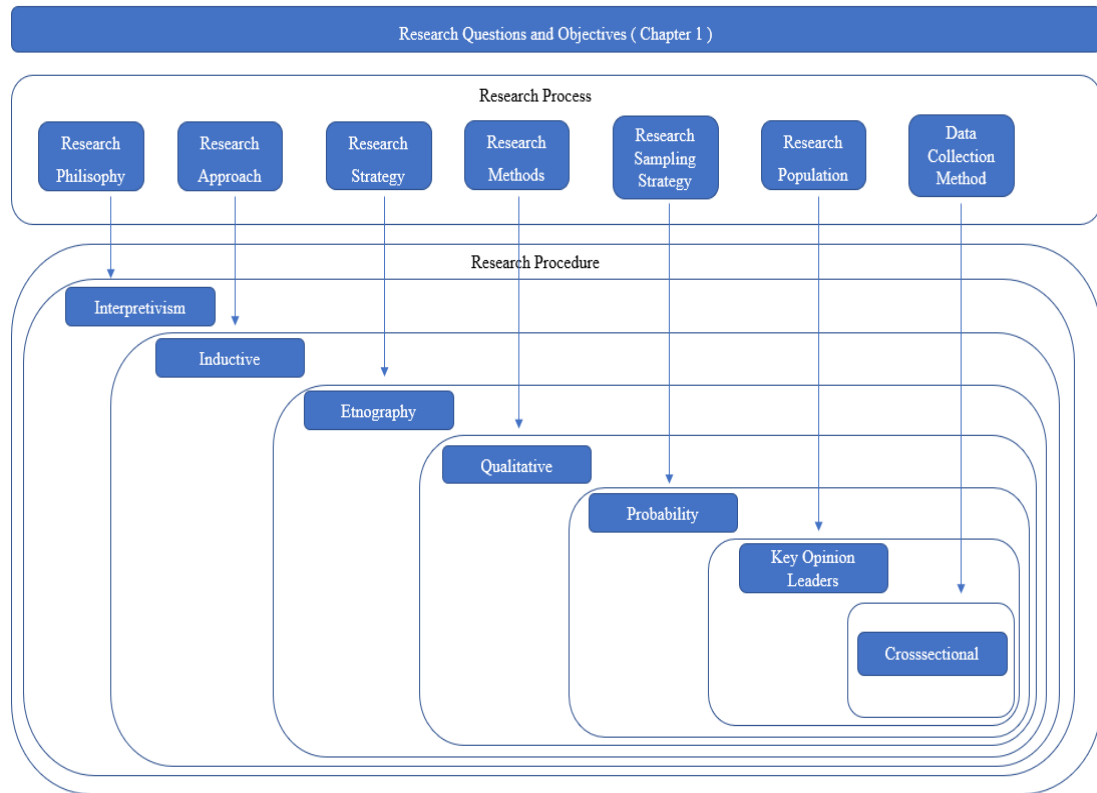 Research Questions and Objectives ( Chapter 1 )
Research Process
Research
Philisophy
Research
Approach
Research
Strategy
Research
Methods
Research
Sampling
Strategy
Research
Population
Data
Collection
Method
Research Procedure
Interpretivism
Inductive
Etnography
Qualitative
Probability
Key Opinion
Leaders
Crosssectional